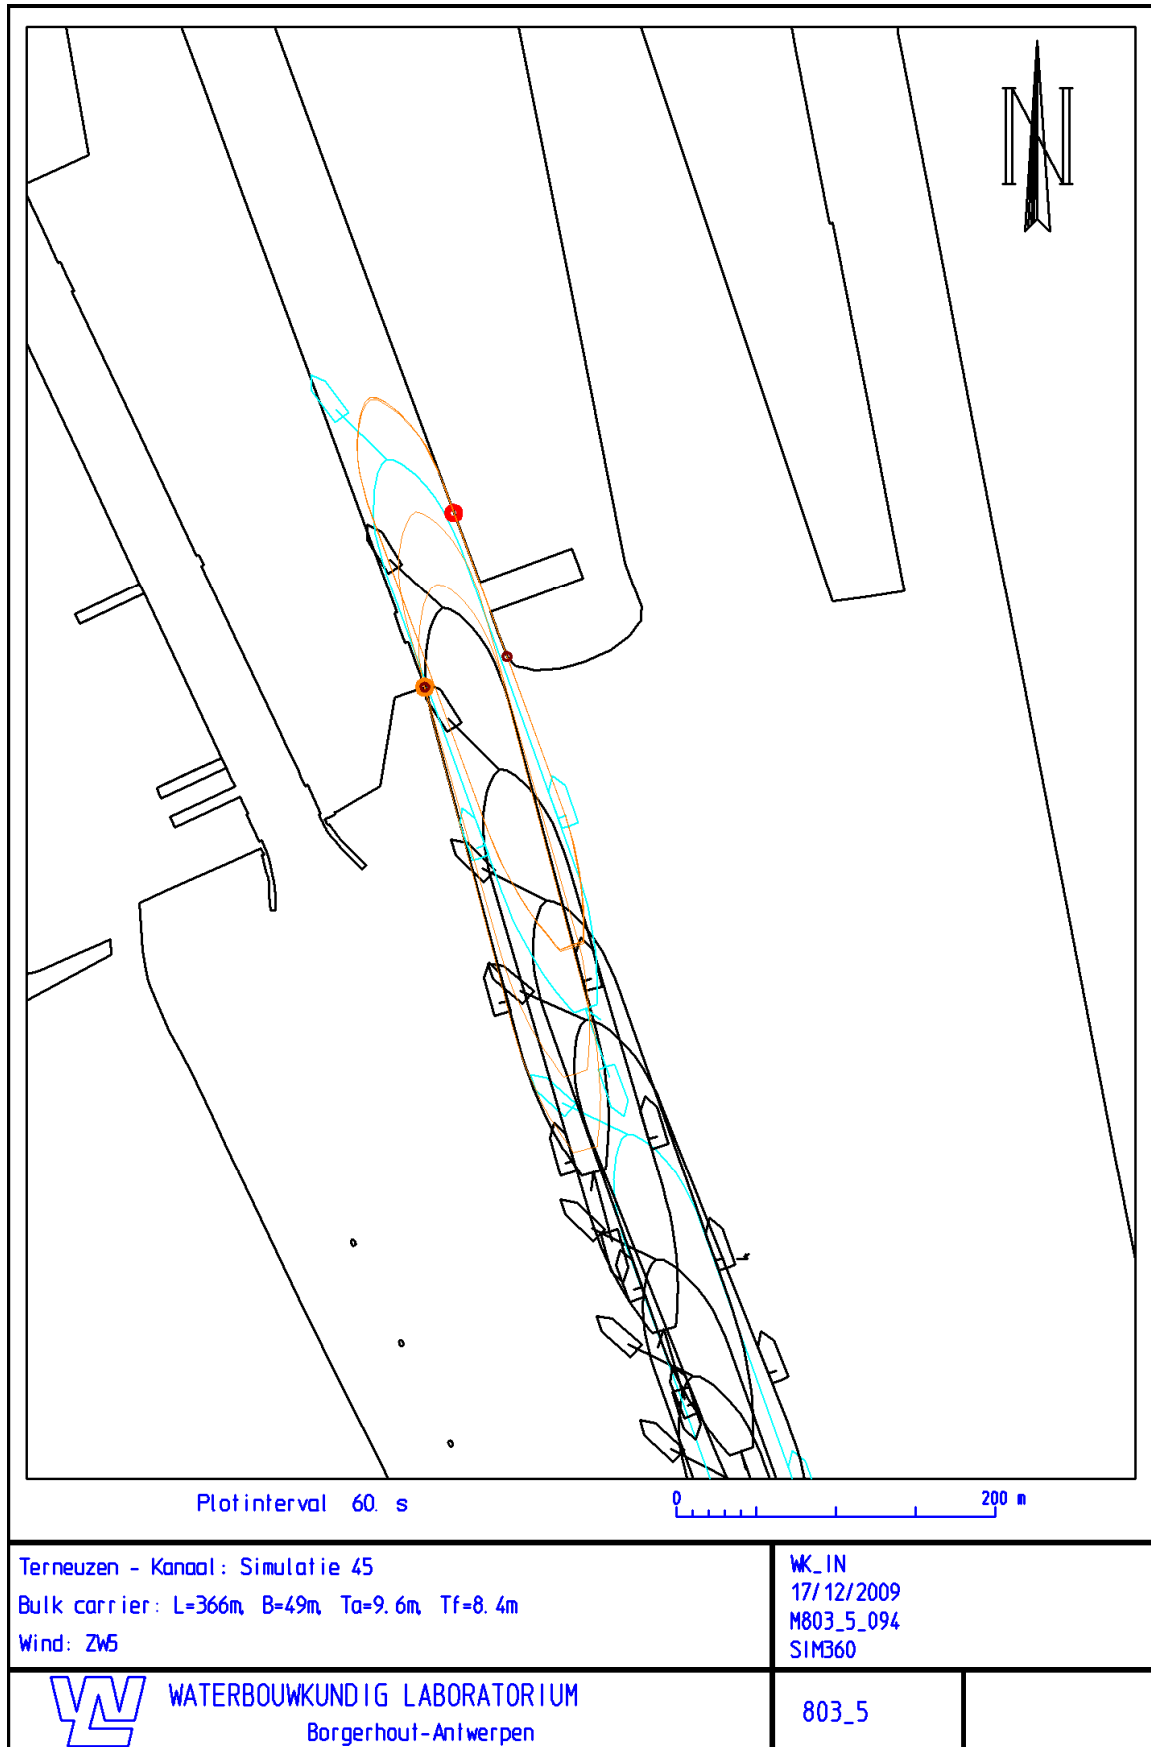 N
Plotinterval 60. s
0 200 m
Terneuzen - Kanaal: Simulatie 45
Bulk carrier: L=366m, B=49m, Ta=9.6m, Tf=8.4m
Wind: ZW5
WK_IN
17/12/2009
M803_5_094
SIM360
WL
WATERBOUWKUNDIG LABORATORIUM
Borgerhout-Antwerpen
803_5